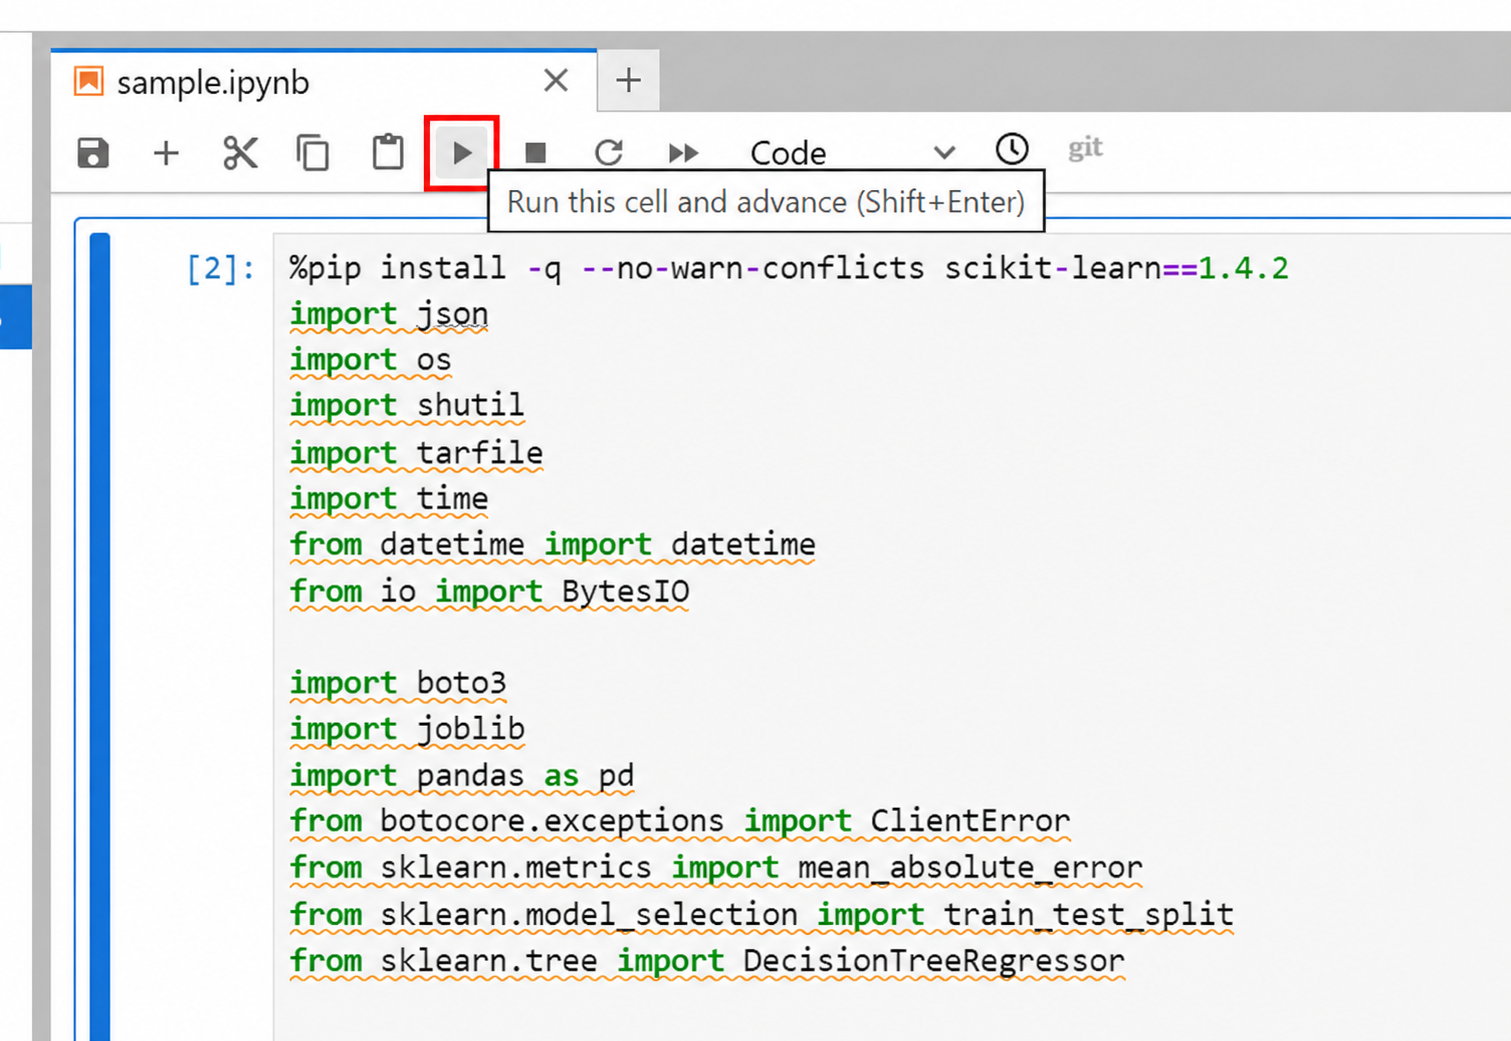 sample.ipynb
Code git
Run this cell and advance (Shift+Enter)
[2]: %pip install -q --no-warn-conflicts scikit-learn==1.4.2
import json
import os
import shutil
import tarfile
import time
from datetime import datetime
from io import BytesIO
import boto3
import joblib
import pandas as pd
from botocore.exceptions import ClientError
from sklearn.metrics import mean_absolute_error
from sklearn.model_selection import train_test_split
from sklearn.tree import DecisionTreeRegressor